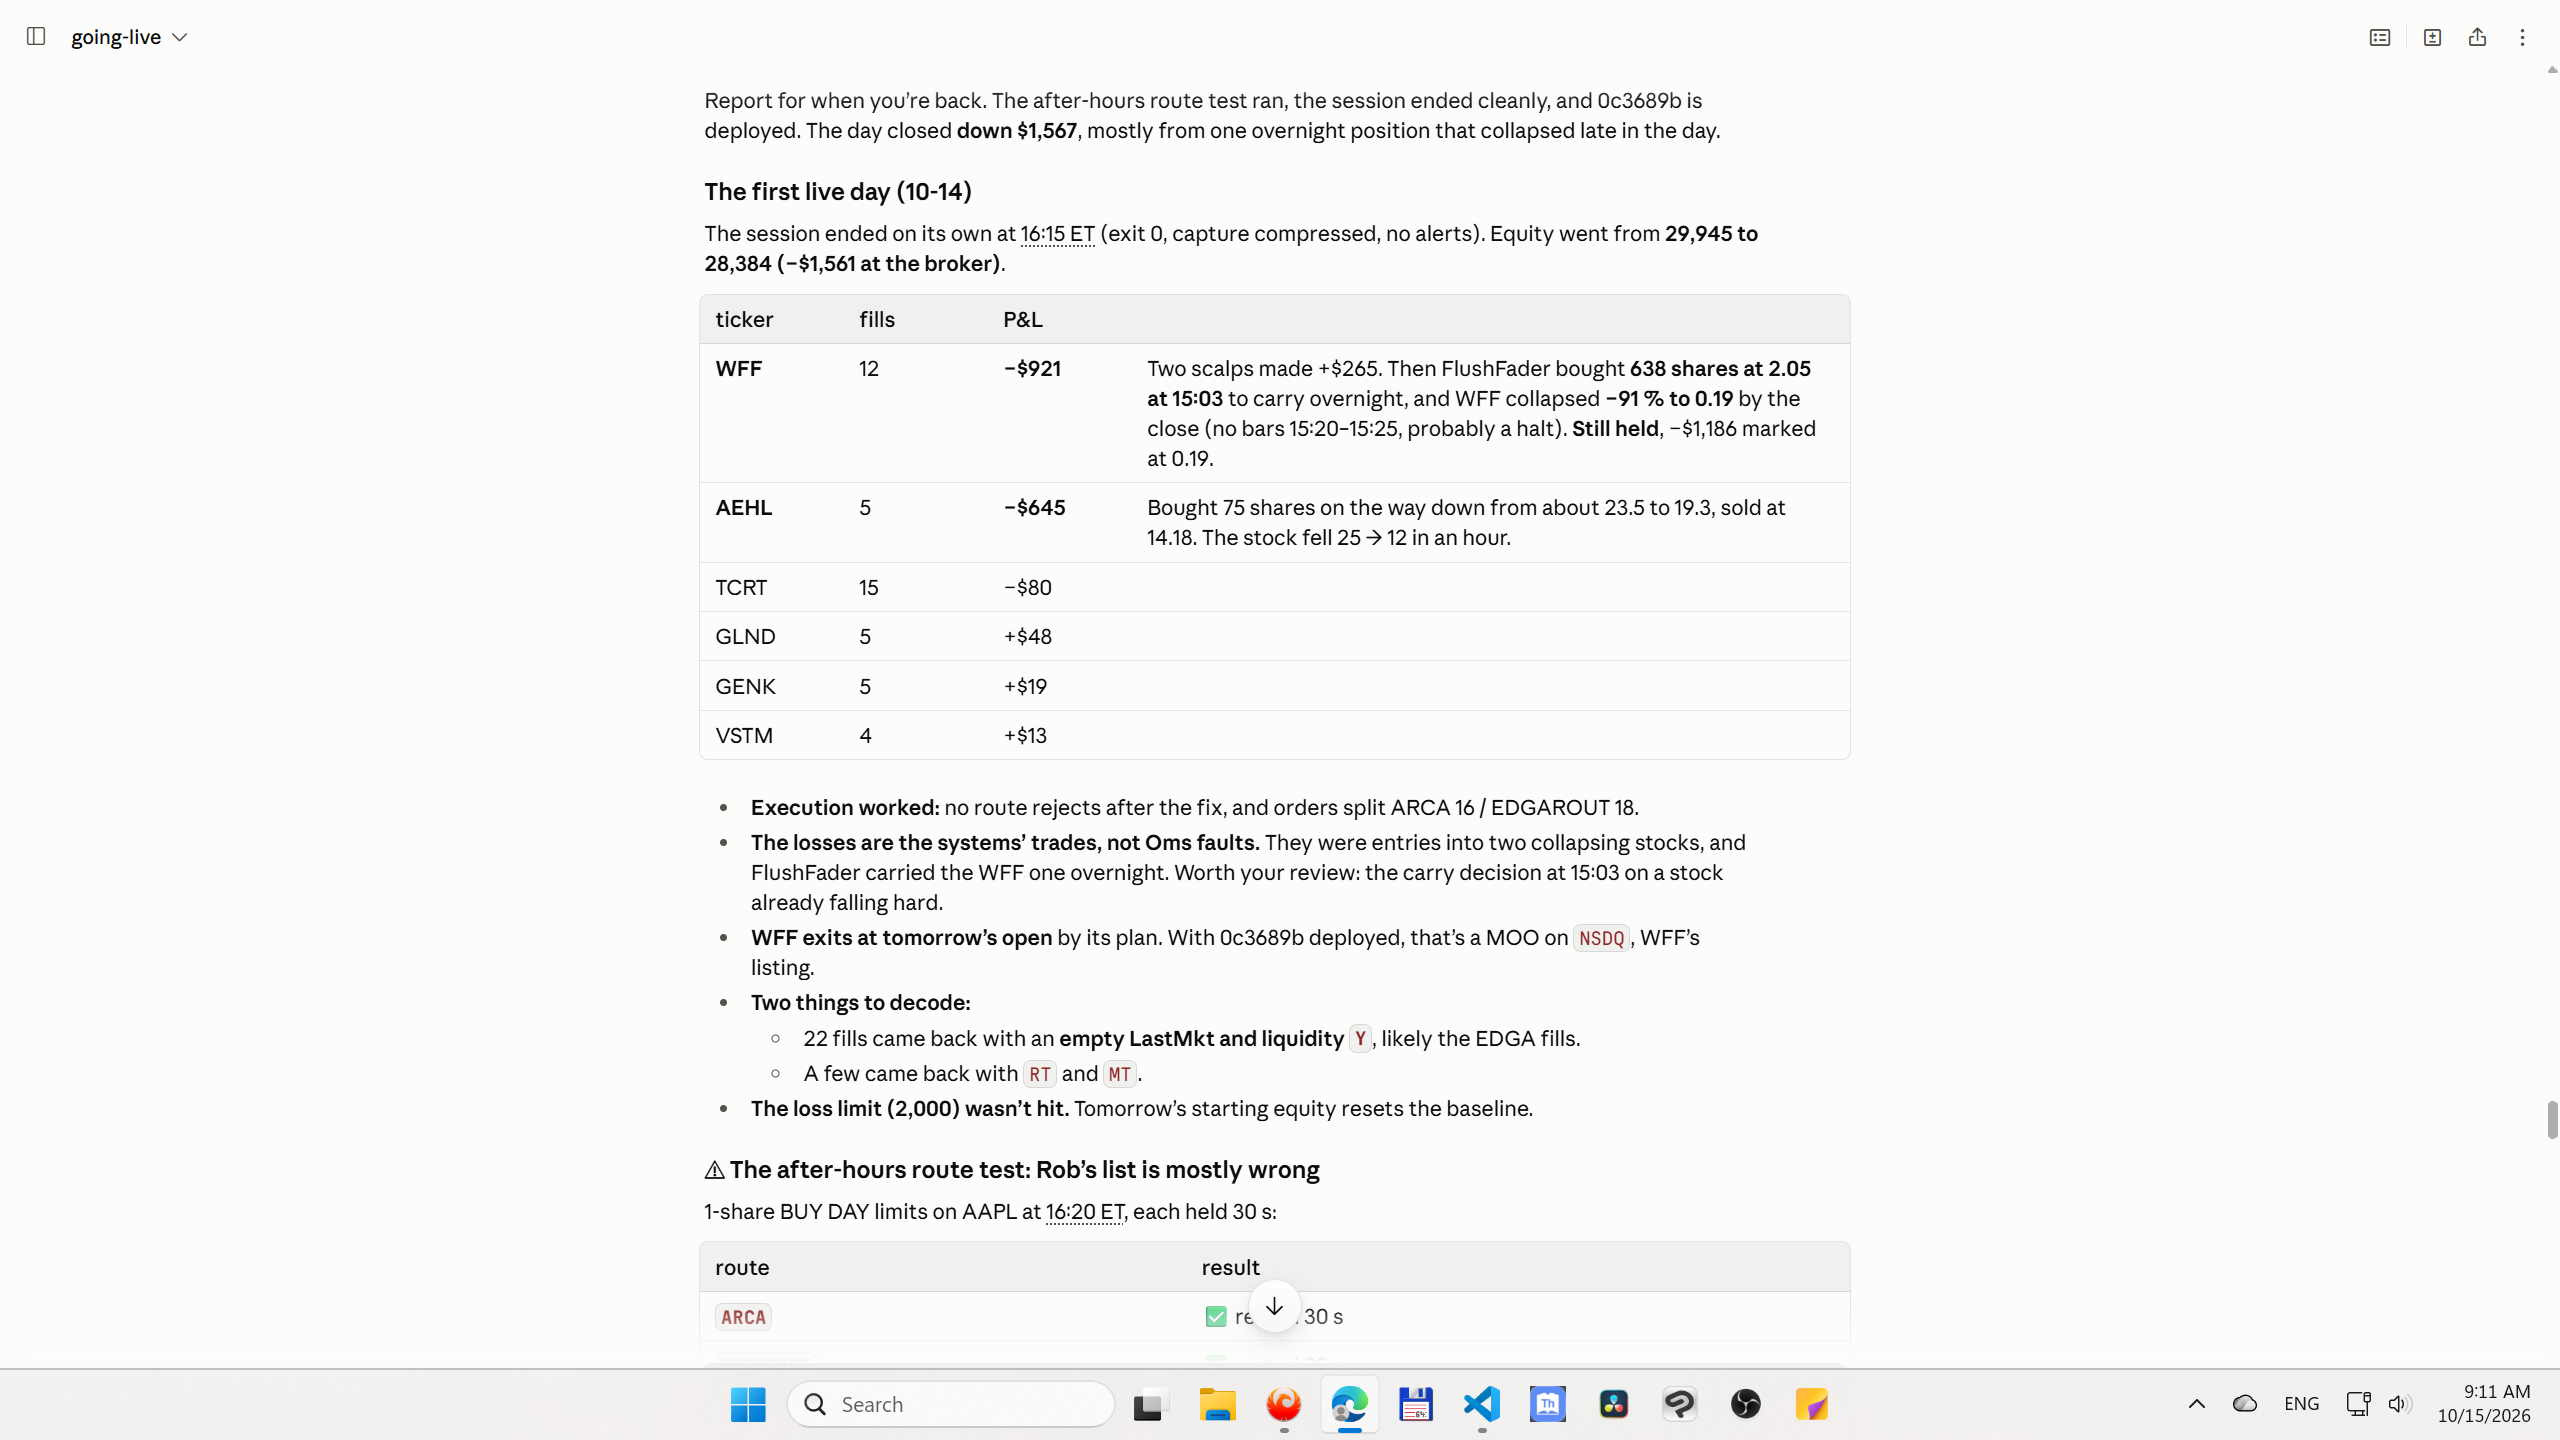 going-live
Report for when you’re back. The after-hours route test ran, the session ended cleanly, and 0c3689b is
deployed. The day closed down $1,567, mostly from one overnight position that collapsed late in the day.
The first live day (10-14)
The session ended on its own at 16:15 ET (exit 0, capture compressed, no alerts). Equity went from 29,945 to
28,384 (−$1,561 at the broker).
ticker fills P&L
WFF 12 −$921 Two scalps made +$265. Then FlushFader bought 638 shares at 2.05
at 15:03 to carry overnight, and WFF collapsed −91 % to 0.19 by the
close (no bars 15:20–15:25, probably a halt). Still held, −$1,186 marked
at 0.19.
AEHL 5 −$645 Bought 75 shares on the way down from about 23.5 to 19.3, sold at
14.18. The stock fell 25 → 12 in an hour.
TCRT 15 −$80
GLND 5 +$48
GENK 5 +$19
VSTM 4 +$13
• Execution worked: no route rejects after the fix, and orders split ARCA 16 / EDGAROUT 18.
• The losses are the systems’ trades, not Oms faults. They were entries into two collapsing stocks, and
FlushFader carried the WFF one overnight. Worth your review: the carry decision at 15:03 on a stock
already falling hard.
• WFF exits at tomorrow’s open by its plan. With 0c3689b deployed, that’s a MOO on NSDQ, WFF’s
listing.
• Two things to decode:
◦ 22 fills came back with an empty LastMkt and liquidity Y, likely the EDGA fills.
◦ A few came back with RT and MT.
• The loss limit (2,000) wasn’t hit. Tomorrow’s starting equity resets the baseline.
⚠ The after-hours route test: Rob’s list is mostly wrong
1-share BUY DAY limits on AAPL at 16:20 ET, each held 30 s:
route result
ARCA ✅ 30 s
Search
ENG
9:11 AM
10/15/2026